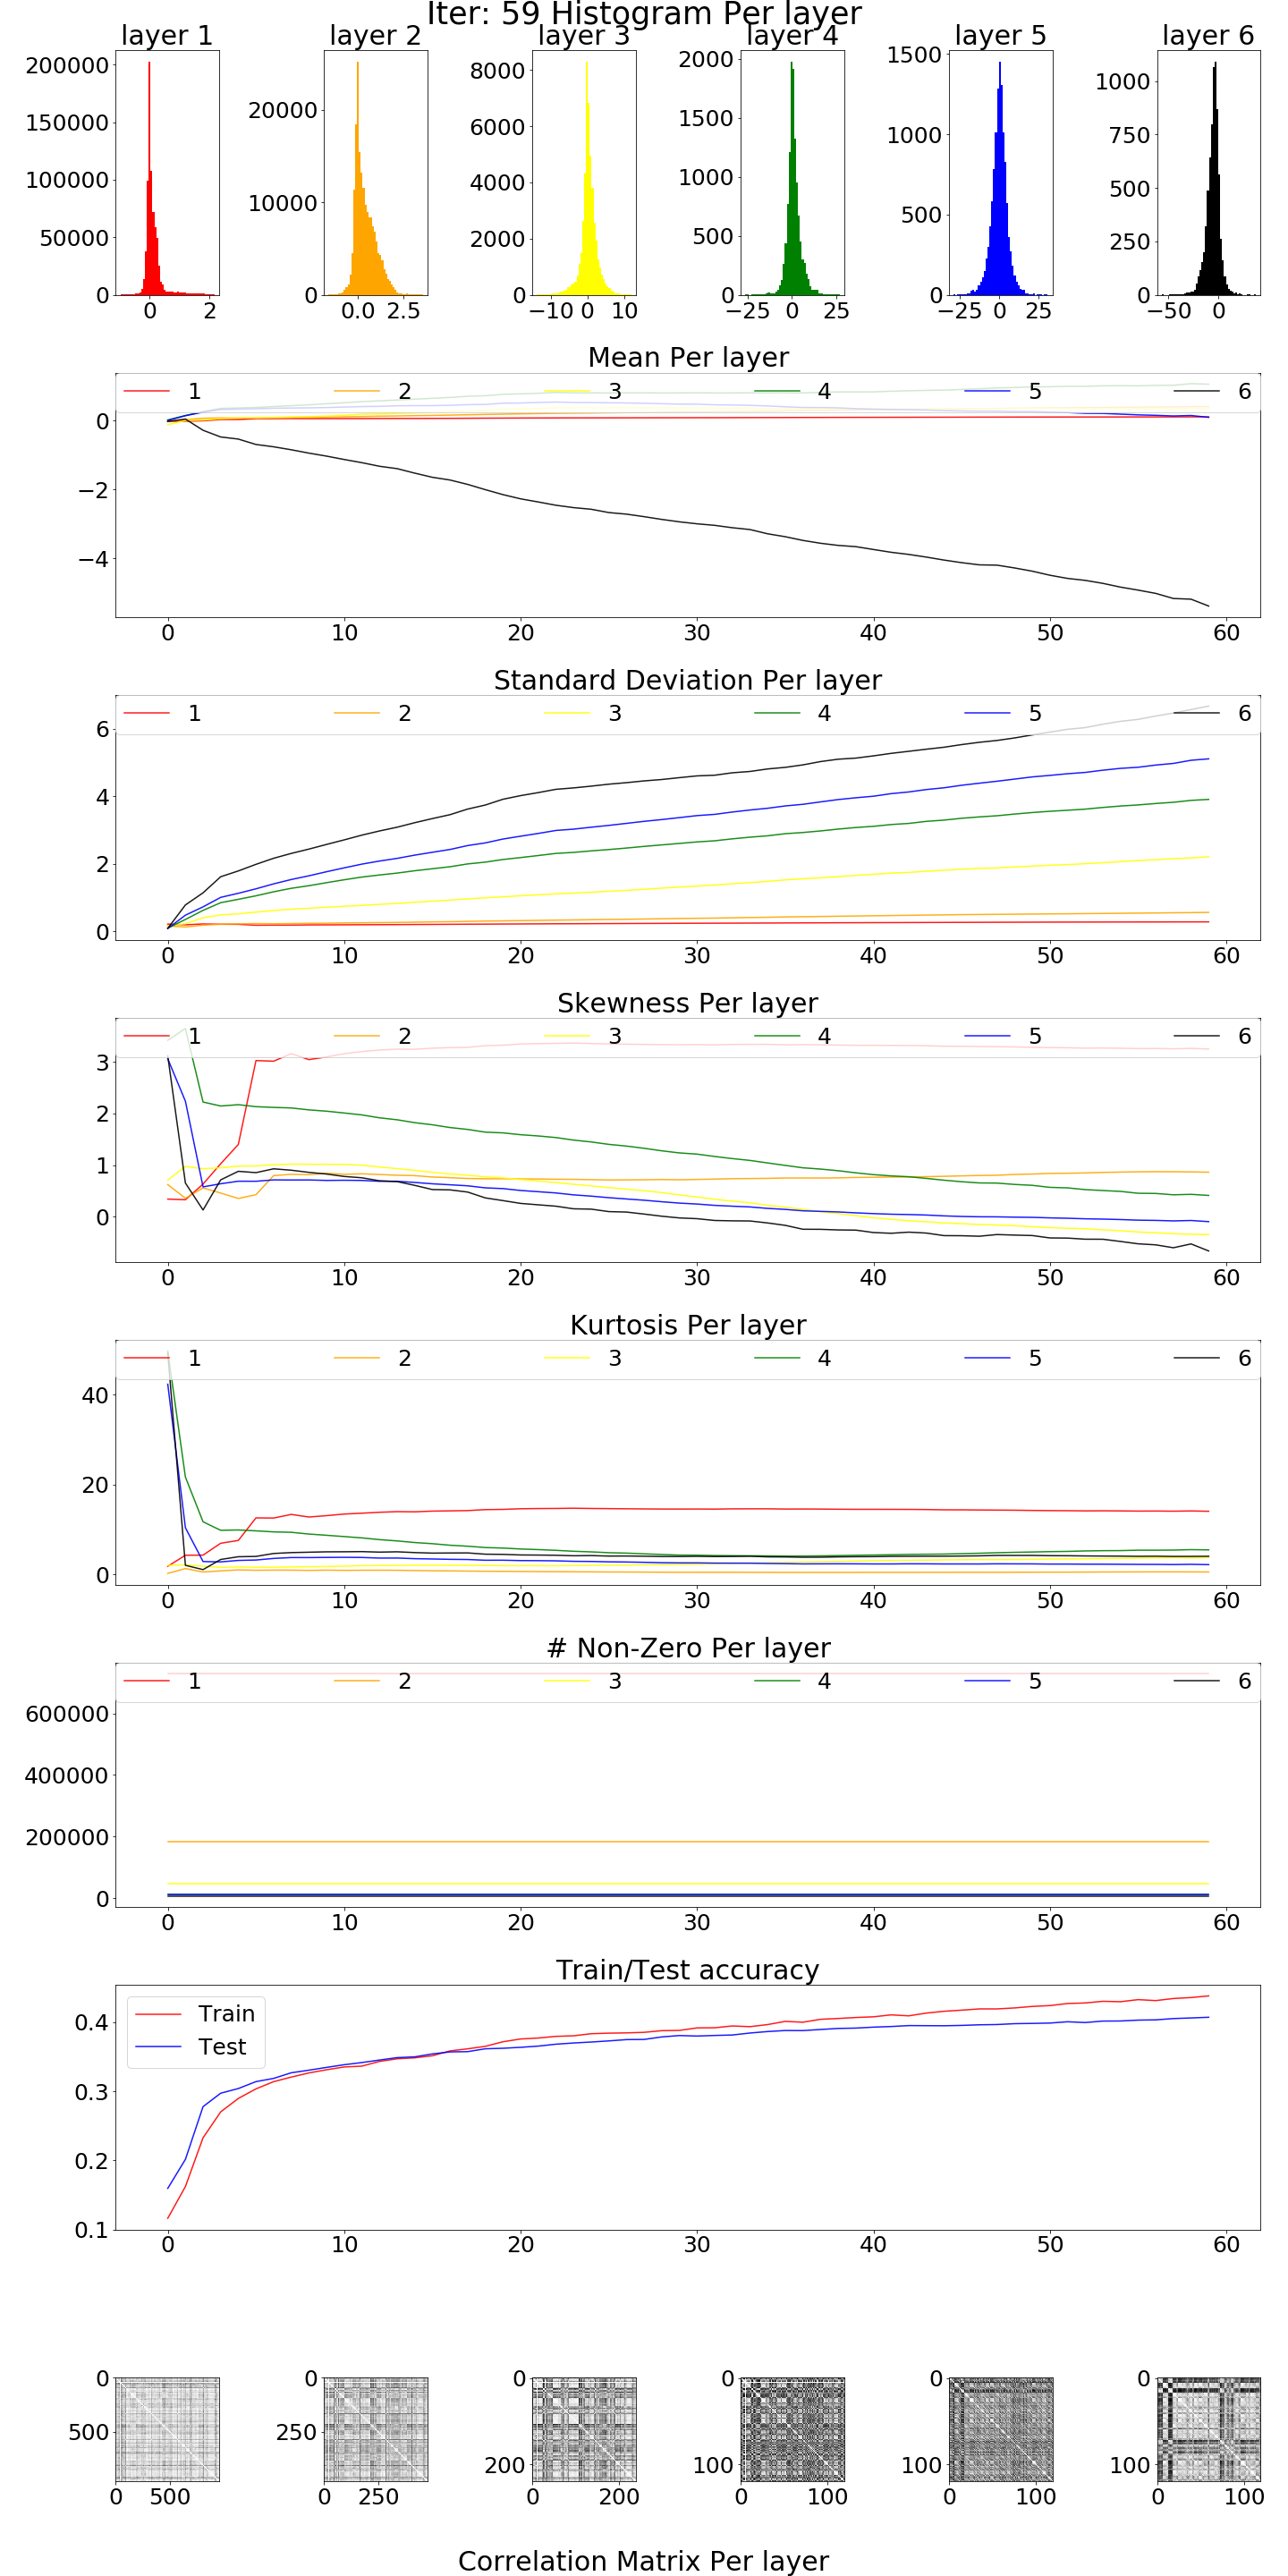 Iter: 59 Histogram Per layer
layer 1 layer 2 layer 3 layer 4 layer 5 layer 6
200000
150000
100000
50000
0
0 2
20000
10000
0
0.0 2.5
8000
6000
4000
2000
0
−10 0 10
2000
1500
1000
500
0
−25 0 25
1500
1000
500
0
−25 0 25
1000
750
500
250
0
−50 0
Mean Per layer
1 2 3 4 5 6
0
−2
−4
0 10 20 30 40 50 60
Standard Deviation Per layer
1 2 3 4 5 6
6
4
2
0
0 10 20 30 40 50 60
Skewness Per layer
1 2 3 4 5 6
3
2
1
0
0 10 20 30 40 50 60
Kurtosis Per layer
1 2 3 4 5 6
40
20
0
0 10 20 30 40 50 60
# Non-Zero Per layer
1 2 3 4 5 6
600000
400000
200000
0
0 10 20 30 40 50 60
Train/Test accuracy
Train
Test
0.4
0.3
0.2
0.1
0 10 20 30 40 50 60
0
500
0 500
0
250
0 250
0
200
0 200
0
100
0 100
0
100
0 100
0
100
0 100
Correlation Matrix Per layer